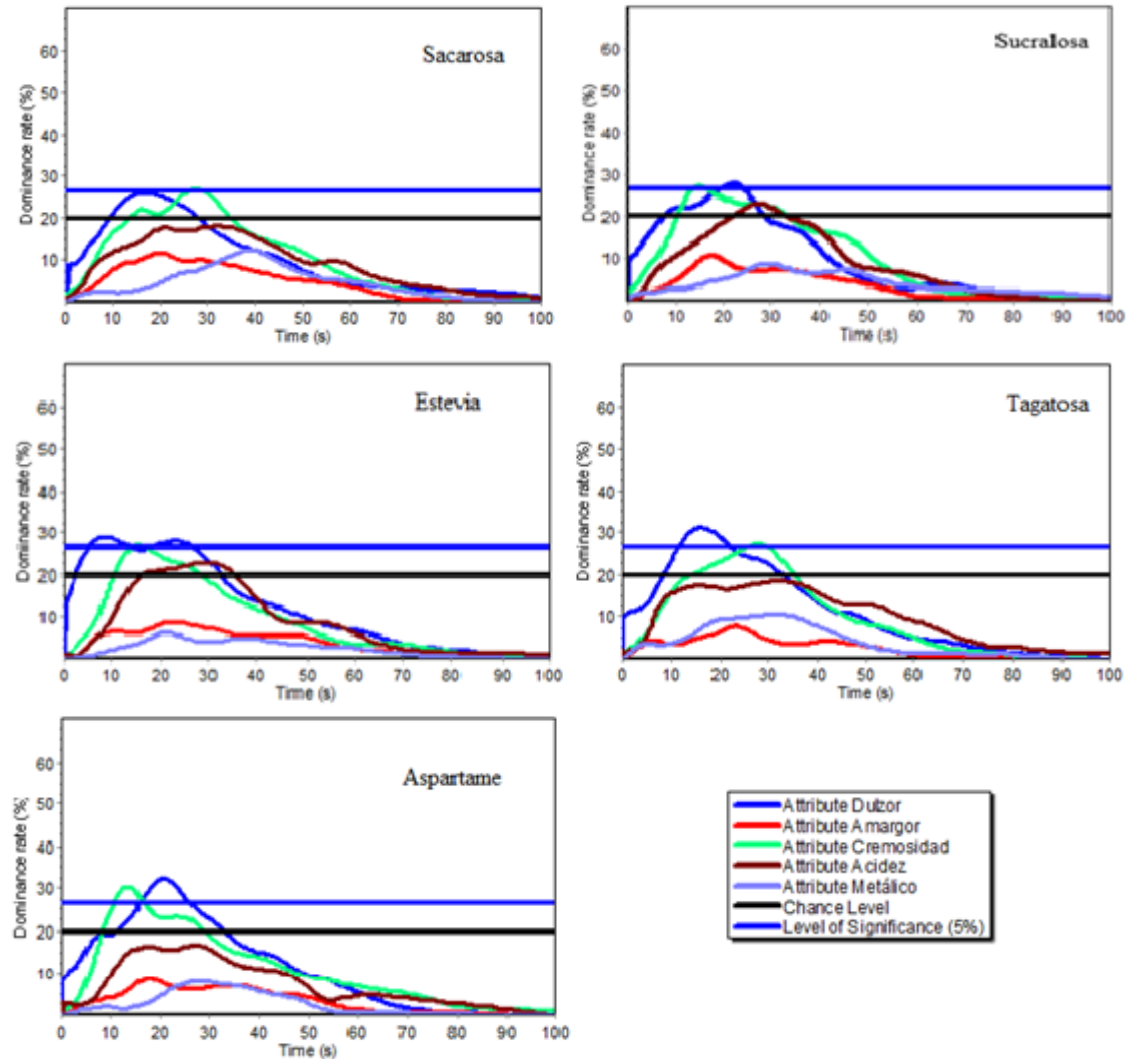 Sacarosa
Dominance rate (%)
60
50
40
30
20
10
0 10 20 30 40 50 60 70 80 90 100
Time (s)
Sucralosa
Dominance rate (%)
60
50
40
30
20
10
0 10 20 30 40 50 60 70 80 90 100
Time (s)
Estevia
Dominance rate (%)
60
50
40
30
20
10
0 10 20 30 40 50 60 70 80 90 100
Time (s)
Tagatosa
Dominance rate (%)
60
50
40
30
20
10
0 10 20 30 40 50 60 70 80 90 100
Time (s)
Aspartame
Dominance rate (%)
60
50
40
30
20
10
0 10 20 30 40 50 60 70 80 90 100
Time (s)
Attribute Dulzor
Attribute Amargor
Attribute Cremosidad
Attribute Acidez
Attribute Metálico
Chance Level
Level of Significance (5%)